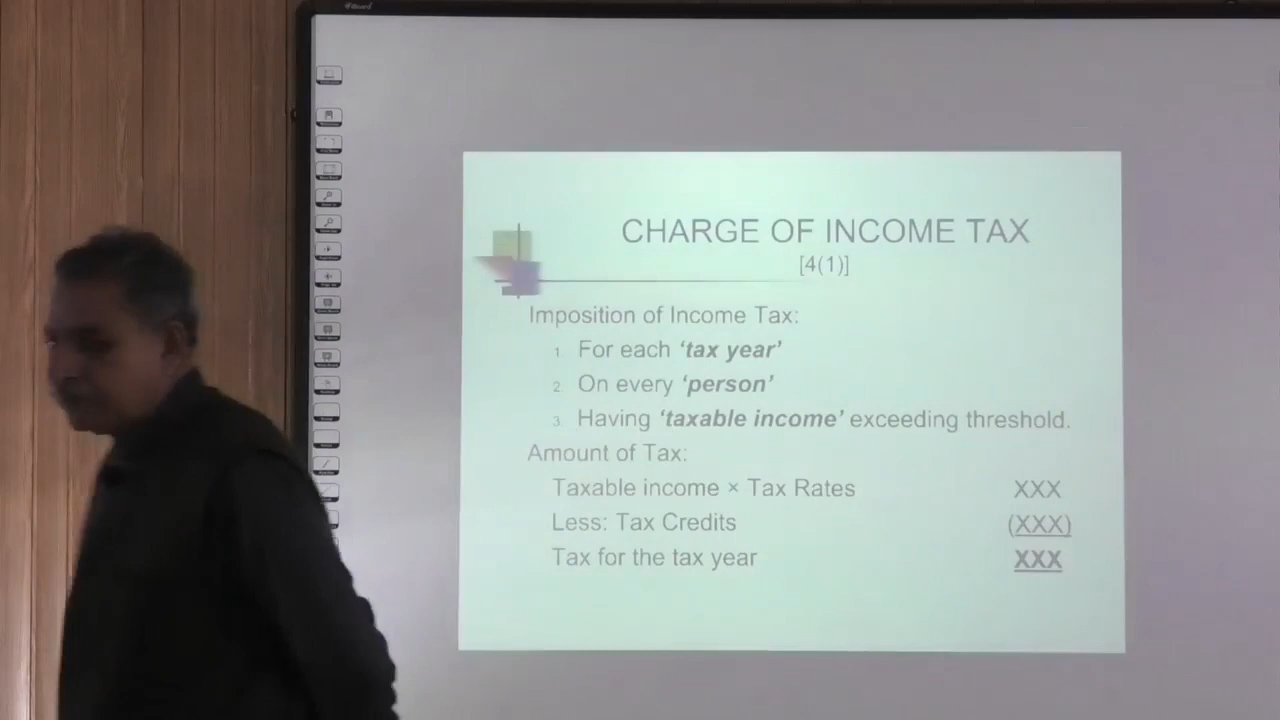 CHARGE OF INCOME TAX
[4(1)]
Imposition of Income Tax:
1. For each ‘tax year’
2. On every ‘person’
3. Having ‘taxable income’ exceeding threshold.
Amount of Tax:
Taxable income × Tax Rates XXX
Less: Tax Credits (XXX)
Tax for the tax year XXX